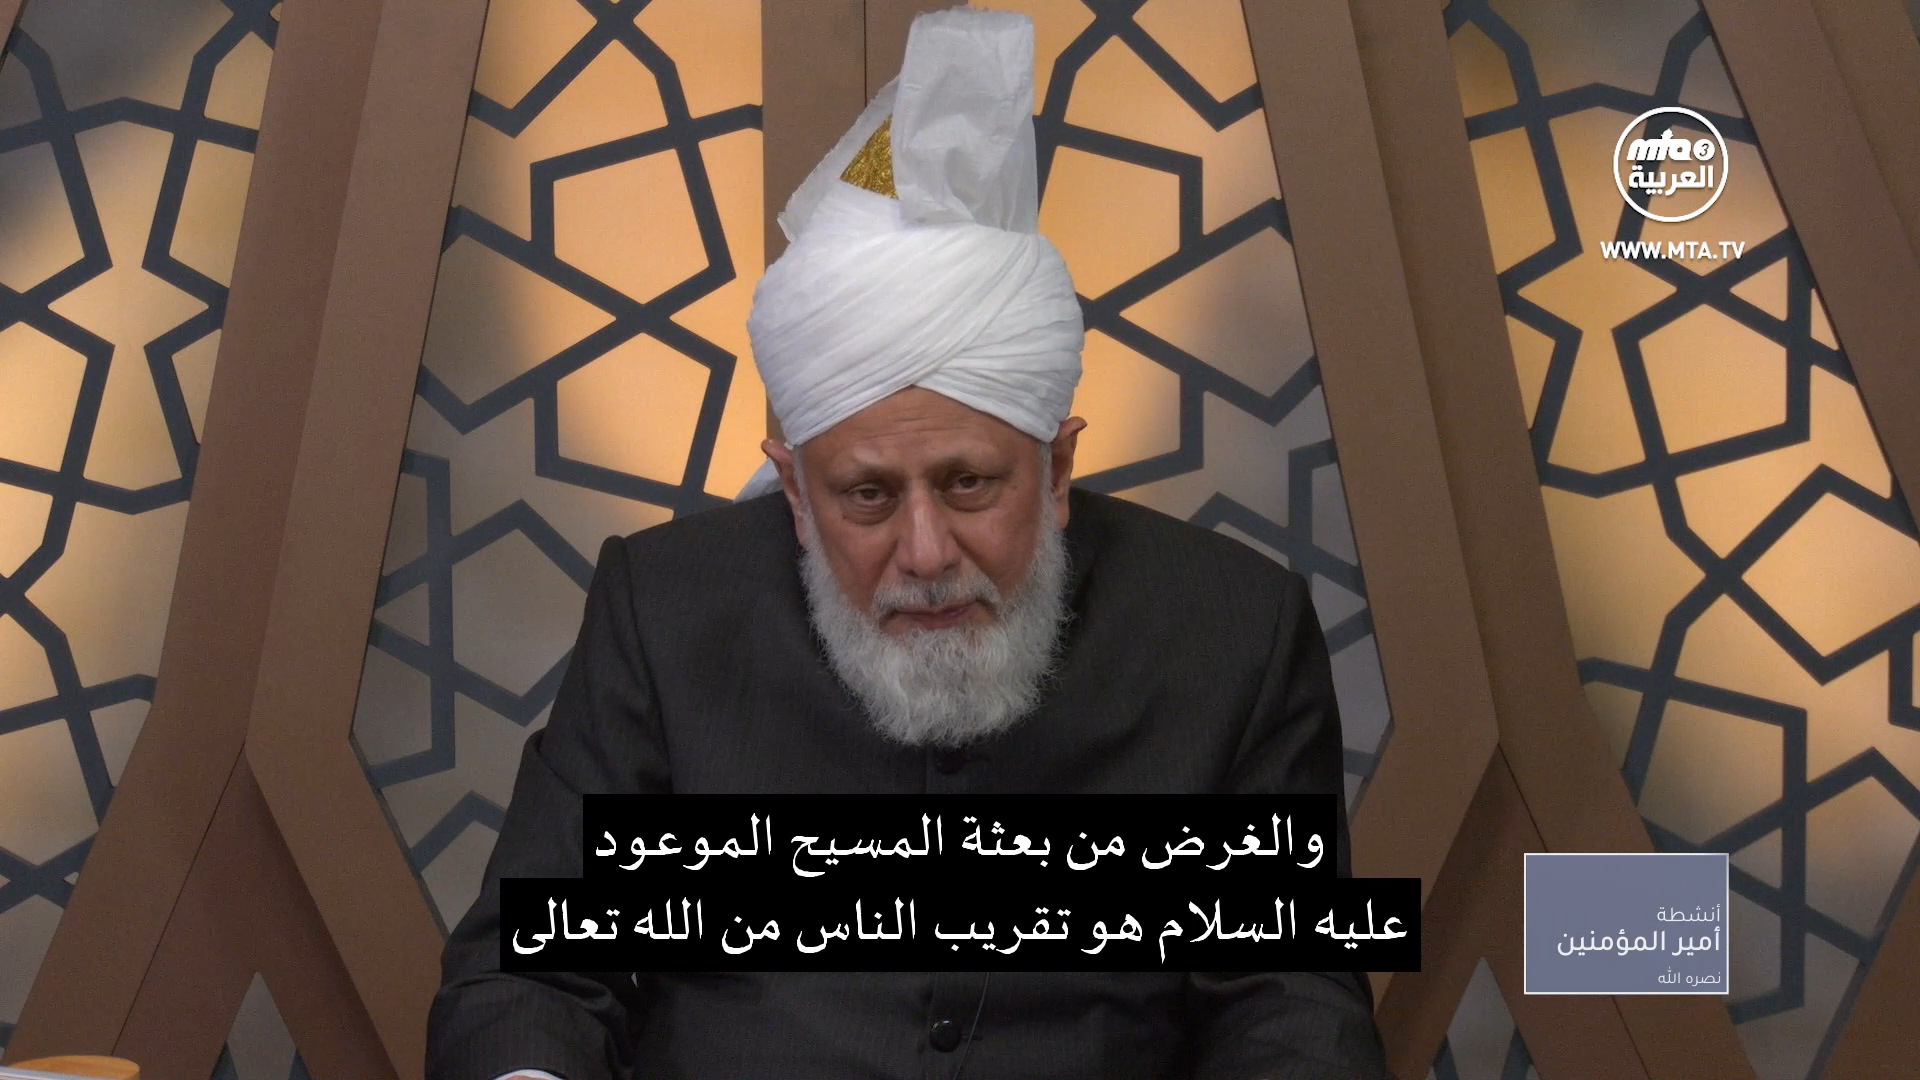 mta 3
العربية
WWW.MTA.TV
والغرض من بعثة المسيح الموعود
عليه السلام هو تقريب الناس من الله تعالى
أنشطة
أمير المؤمنين
نصره الله